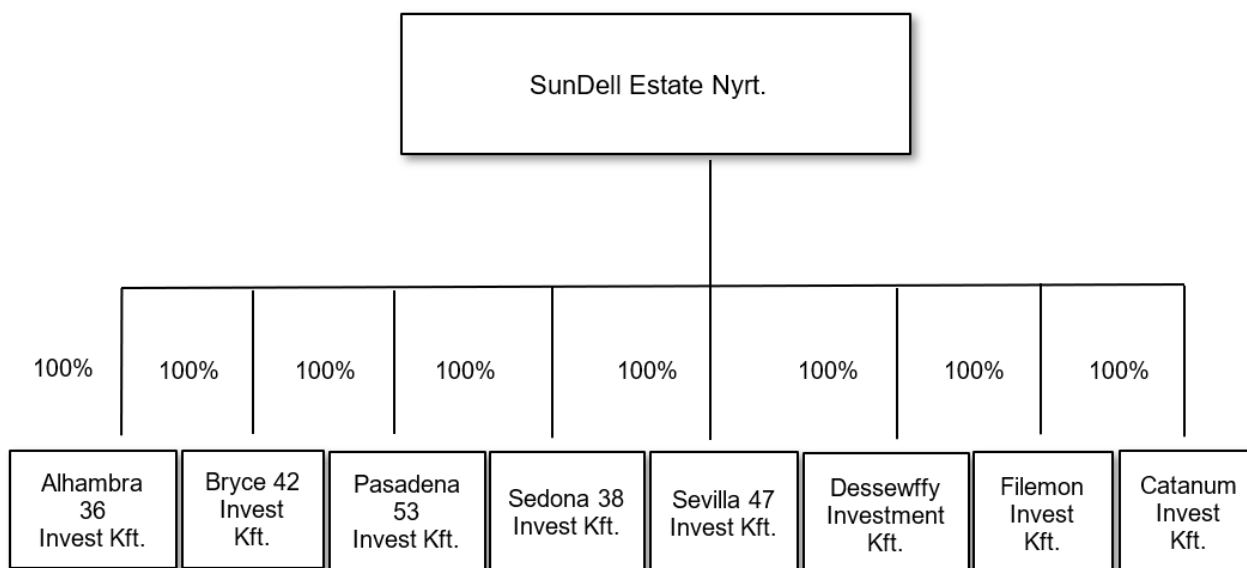 SunDell Estate Nyrt.
100%
100%
100%
100%
100%
100%
100%
100%
Alhambra
36
Invest Kft.
Bryce 42
Invest
Kft.
Pasadena
53
Invest Kft.
Sedona 38
Invest Kft.
Sevilla 47
Invest Kft.
Dessewffy
Investment
Kft.
Filemon
Invest
Kft.
Catanum
Invest
Kft.